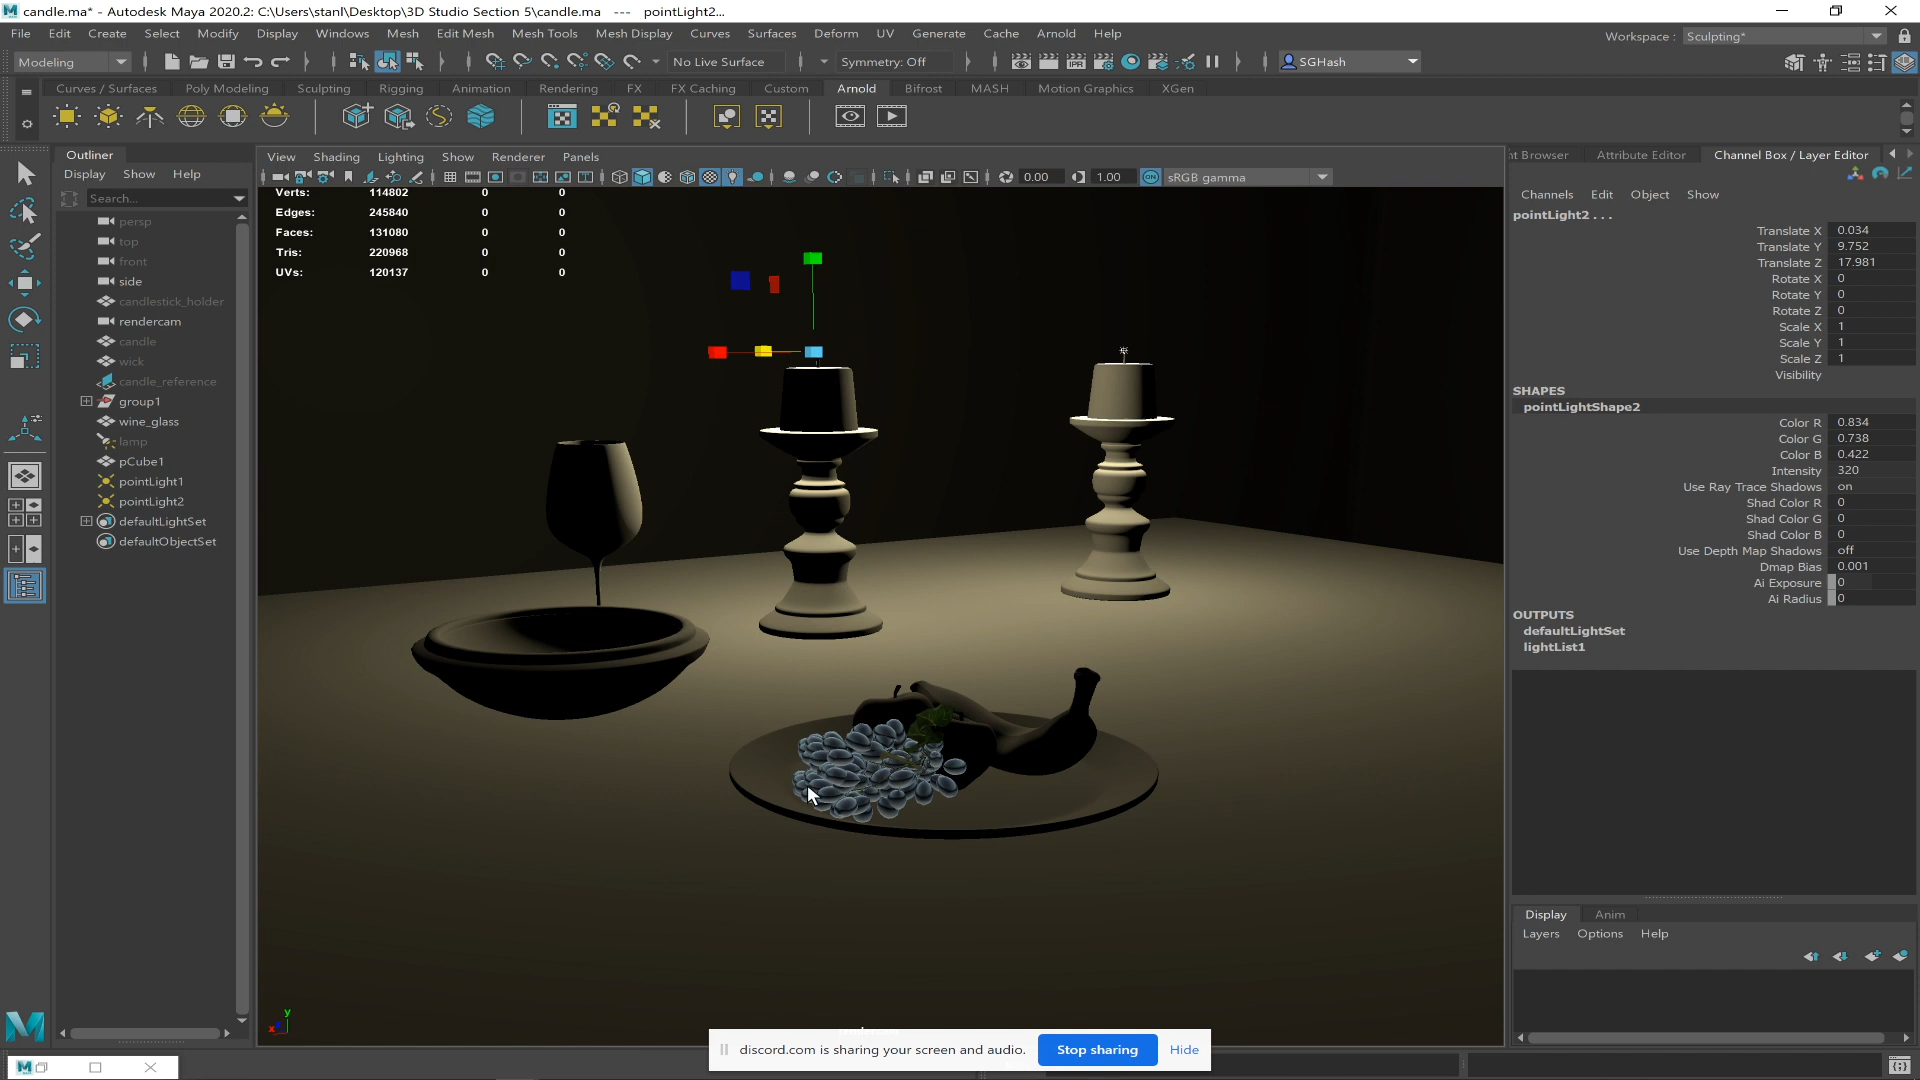 candle.ma* - Autodesk Maya 2020.2: C:\Users\stanl\Desktop\3D Studio Section 5\candle.ma --- pointLight2...
File Edit Create Select Modify Display Windows Mesh Edit Mesh Mesh Tools Mesh Display Curves Surfaces Deform UV Generate Cache Arnold Help
Workspace : Sculpting*
Modeling
No Live Surface
Symmetry: Off
IPR
SGHash
Curves / Surfaces Poly Modeling Sculpting Rigging Animation Rendering FX FX Caching Custom Arnold Bifrost MASH Motion Graphics XGen
Outliner
Display Show Help
Search...
persp
top
front
side
candlestick_holder
rendercam
candle
wick
candle_reference
group1
wine_glass
lamp
pCube1
pointLight1
pointLight2
defaultLightSet
defaultObjectSet
View Shading Lighting Show Renderer Panels
0.00
1.00
ON
sRGB gamma
Verts: 114802 0 0
Edges: 245840 0 0
Faces: 131080 0 0
Tris: 220968 0 0
UVs: 120137 0 0
y
x
ht Browser Attribute Editor Channel Box / Layer Editor
Channels Edit Object Show
pointLight2 . . .
Translate X 0.034
Translate Y 9.752
Translate Z 17.981
Rotate X 0
Rotate Y 0
Rotate Z 0
Scale X 1
Scale Y 1
Scale Z 1
Visibility
SHAPES
pointLightShape2
Color R 0.834
Color G 0.738
Color B 0.422
Intensity 320
Use Ray Trace Shadows on
Shad Color R 0
Shad Color G 0
Shad Color B 0
Use Depth Map Shadows off
Dmap Bias 0.001
Ai Exposure 0
Ai Radius 0
OUTPUTS
defaultLightSet
lightList1
Display Anim
Layers Options Help
discord.com is sharing your screen and audio. Stop sharing Hide